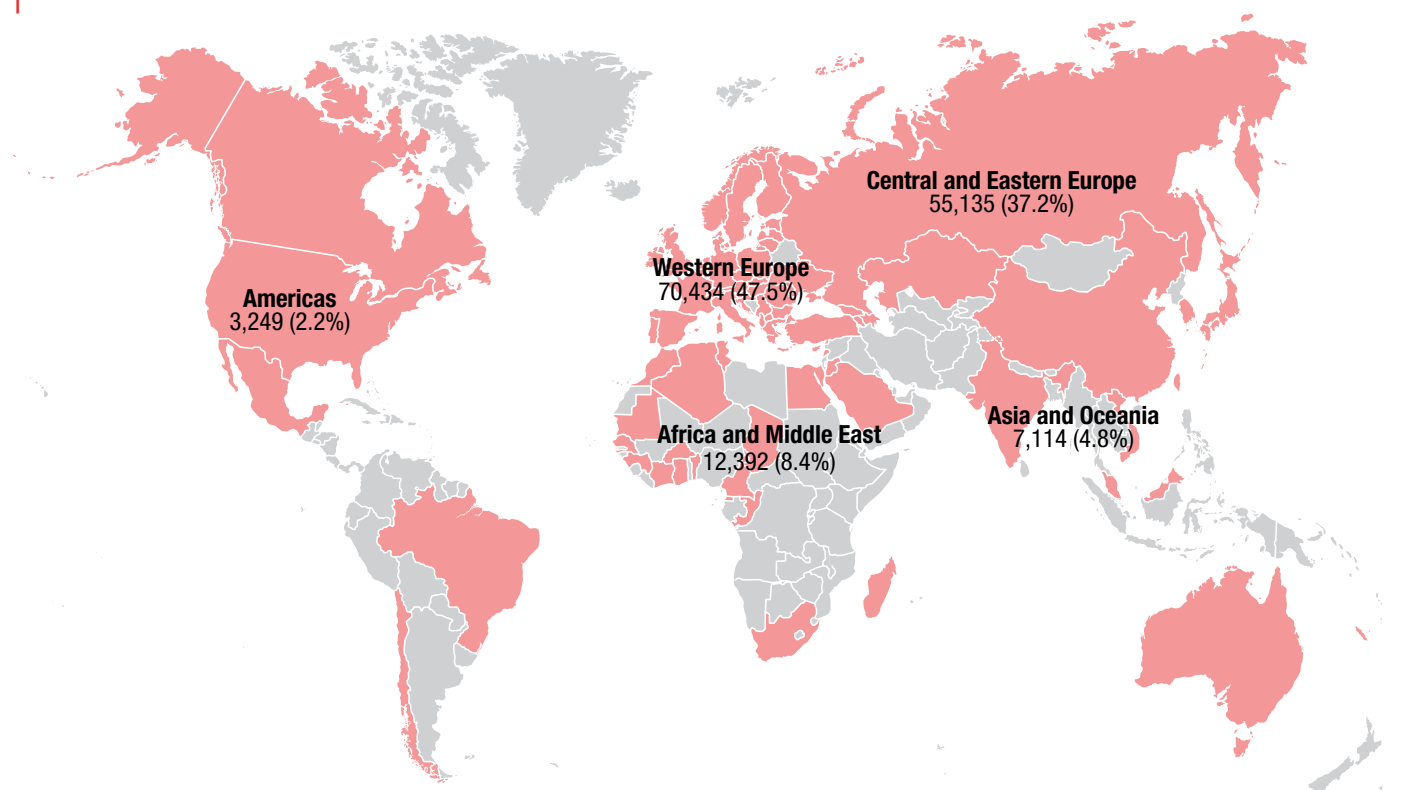 Central and Eastern Europe
55,135 (37.2%)
Western Europe
70,434 (47.5%)
Americas
3,249 (2.2%)
Asia and Oceania
7,114 (4.8%)
Africa and Middle East
12,392 (8.4%)